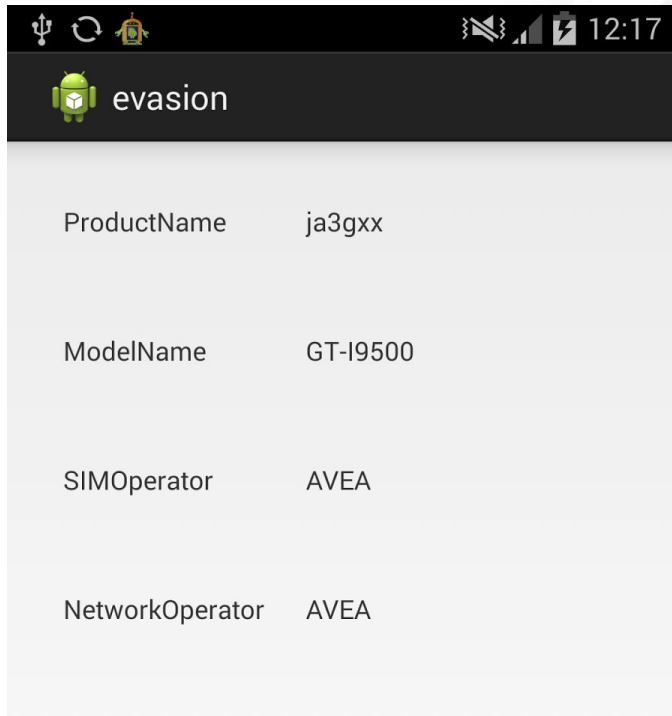 12:17
evasion
ProductName ja3gxx
ModelName GT-I9500
SIMOperator AVEA
NetworkOperator AVEA